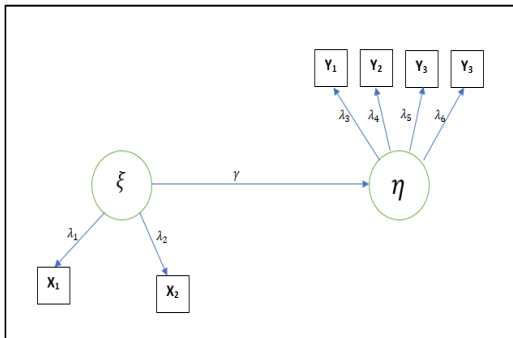 Y₁ Y₂ Y₃ Y₃
λ₃ λ₄ λ₅ λ₆
ξ γ η
λ₁ λ₂
X₁ X₂